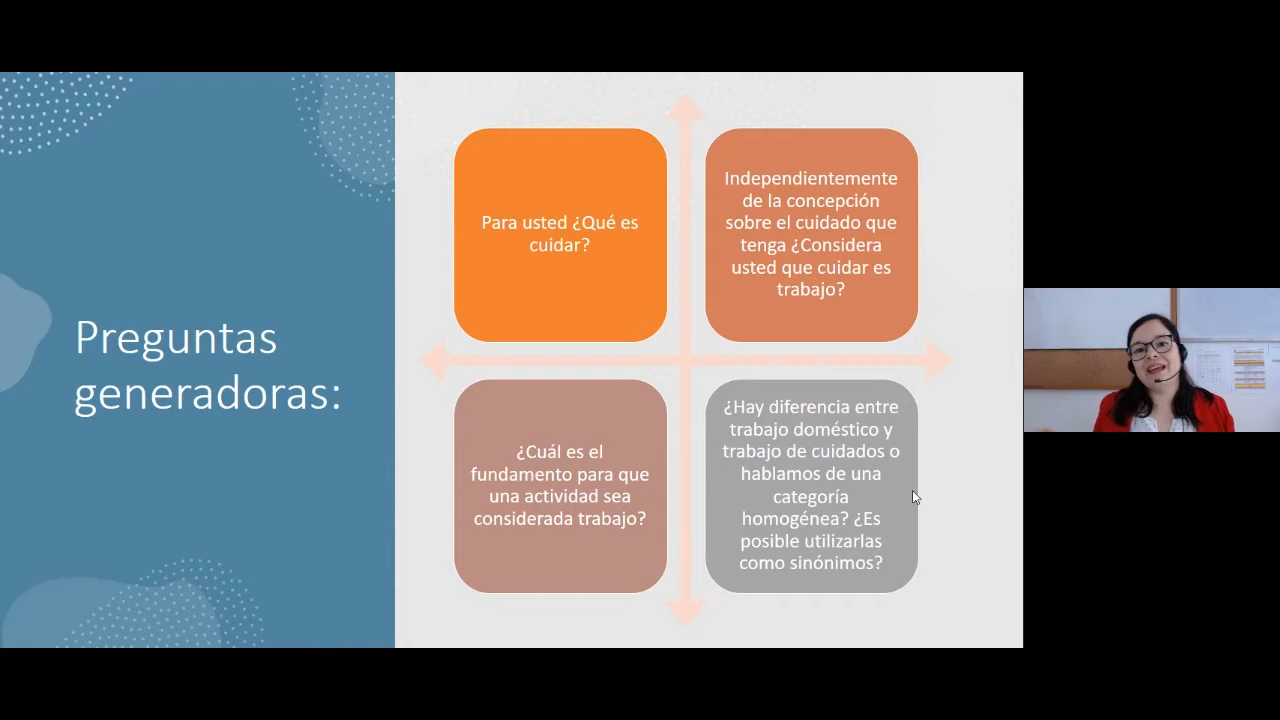 Preguntas
generadoras:
Para usted ¿Qué es
cuidar?
Independientemente
de la concepción
sobre el cuidado que
tenga ¿Considera
usted que cuidar es
trabajo?
¿Cuál es el
fundamento para que
una actividad sea
considerada trabajo?
¿Hay diferencia entre
trabajo doméstico y
trabajo de cuidados o
hablamos de una
categoría
homogénea? ¿Es
posible utilizarlas
como sinónimos?